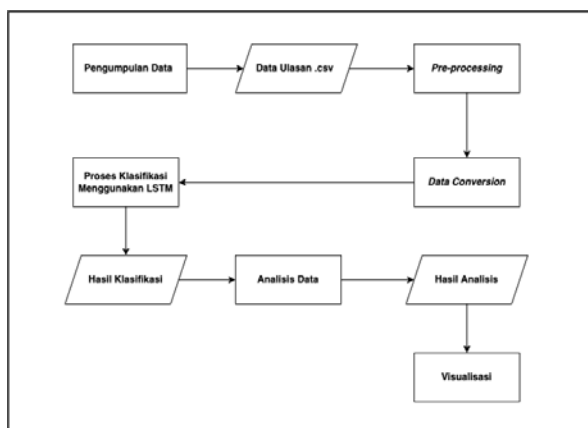 Pengumpulan Data
Data Ulasan .csv
Pre-processing
Data Conversion
Proses Klasifikasi
Menggunakan LSTM
Hasil Klasifikasi
Analisis Data
Hasil Analisis
Visualisasi